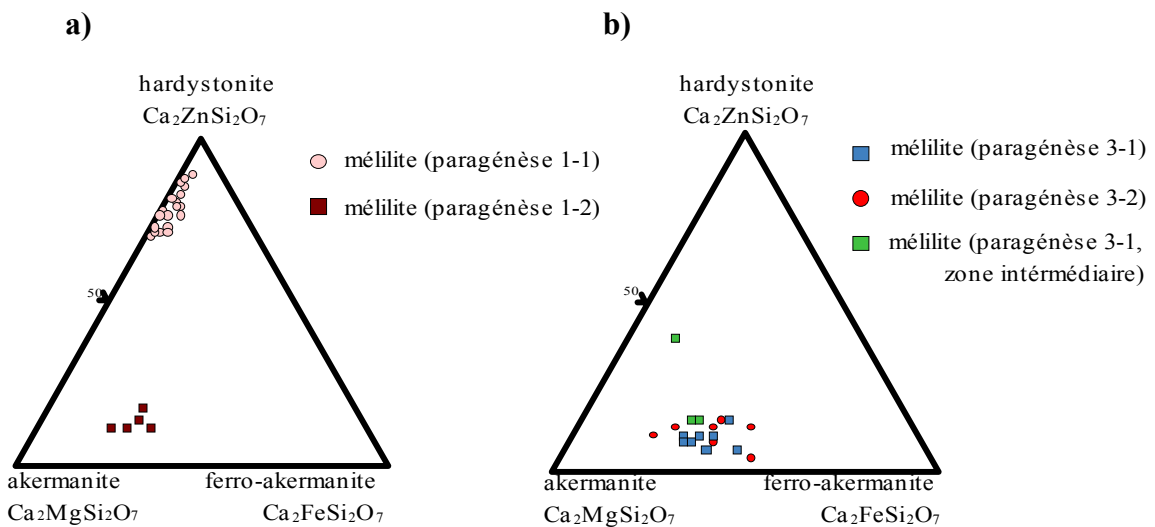 a)
hardystonite
Ca₂ZnSi₂O₇
mélilite (paragénèse 1-1)
mélilite (paragénèse 1-2)
50
akermanite
Ca₂MgSi₂O₇
ferro-akermanite
Ca₂FeSi₂O₇
b)
hardystonite
Ca₂ZnSi₂O₇
mélilite (paragénèse 3-1)
mélilite (paragénèse 3-2)
mélilite (paragénèse 3-1,
zone intérmédiaire)
50
akermanite
Ca₂MgSi₂O₇
ferro-akermanite
Ca₂FeSi₂O₇